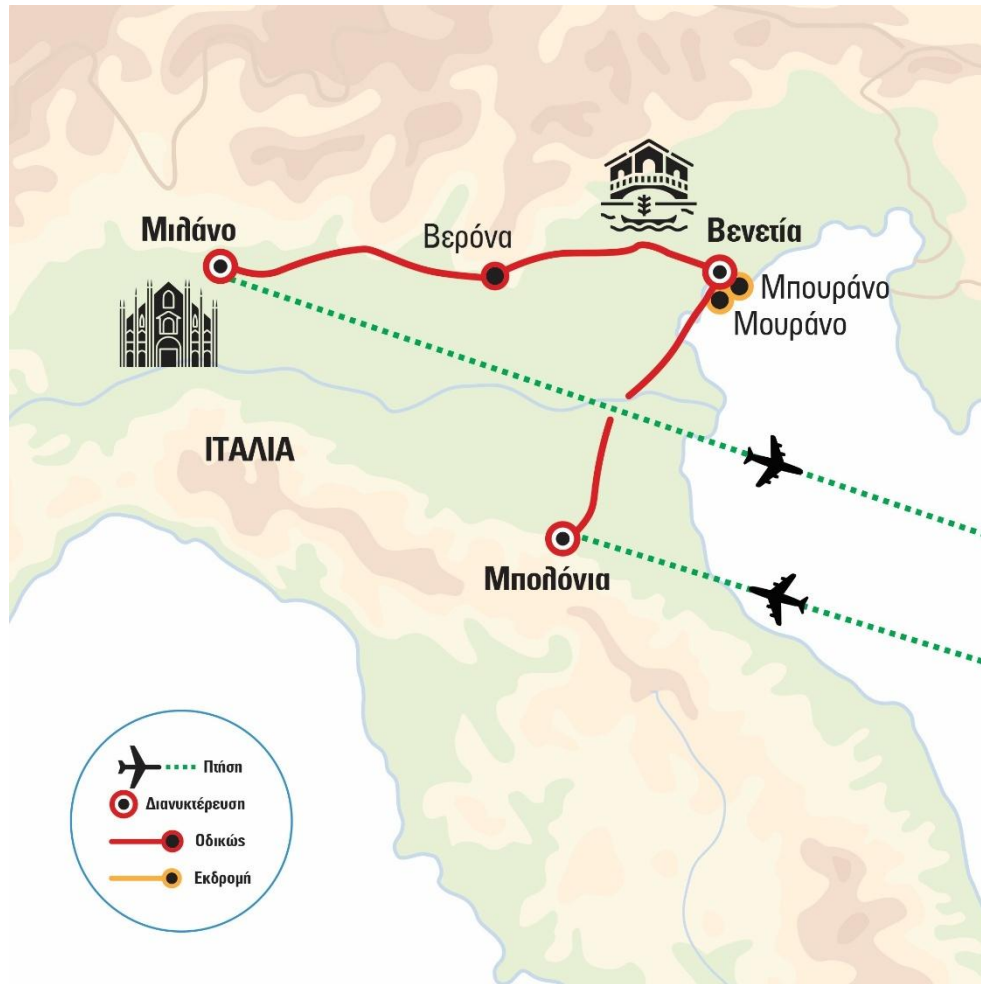 Μιλάνο
Βερόνα
Βενετία
Μπουράνο
Μουράνο
ΙΤΑΛΙΑ
Μπολόνια
Πτήση
Διανυκτέρευση
Οδικώς
Εκδρομή